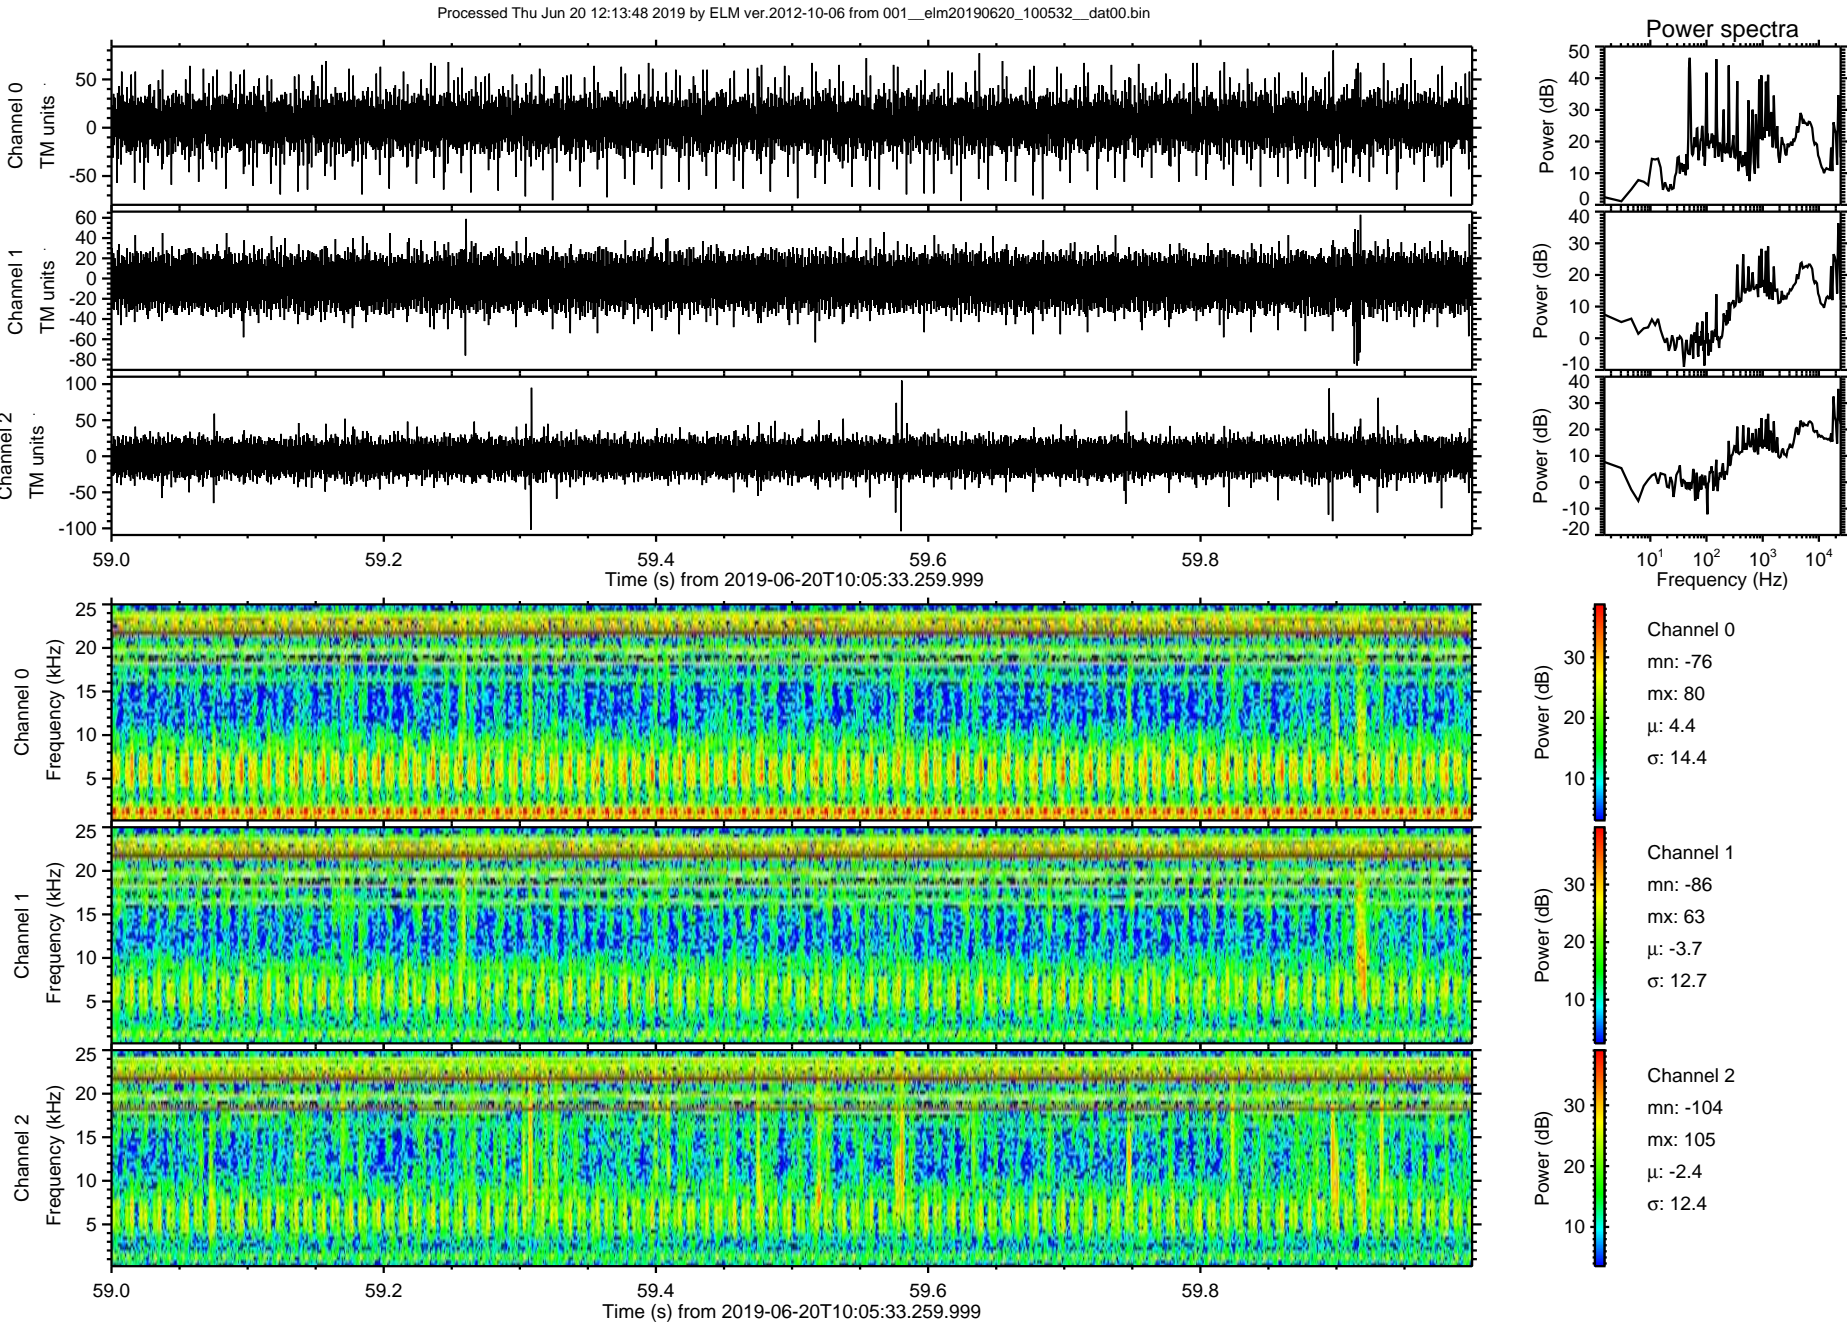 Processed Thu Jun 20 12:13:48 2019 by ELM ver.2012-10-06 from 001__elm20190620_100532__dat00.bin
Power spectra
Channel 0
TM units
50
0
-50
Power (dB)
50
40
30
20
10
0
Channel 1
TM units
60
40
20
0
-20
-40
-60
-80
Power (dB)
40
30
20
10
0
-10
Channel 2
TM units
100
50
0
-50
-100
Power (dB)
40
30
20
10
0
-10
-20
59.0 59.2 59.4 59.6 59.8
Time (s) from 2019-06-20T10:05:33.259.999
10^1 10^2 10^3 10^4
Frequency (Hz)
Channel 0
Frequency (kHz)
25
20
15
10
5
Power (dB)
30
20
10
Channel 0
mn: -76
mx: 80
μ: 4.4
σ: 14.4
Channel 1
Frequency (kHz)
25
20
15
10
5
Power (dB)
30
20
10
Channel 1
mn: -86
mx: 63
μ: -3.7
σ: 12.7
Channel 2
Frequency (kHz)
25
20
15
10
5
Power (dB)
30
20
10
Channel 2
mn: -104
mx: 105
μ: -2.4
σ: 12.4
59.0 59.2 59.4 59.6 59.8
Time (s) from 2019-06-20T10:05:33.259.999